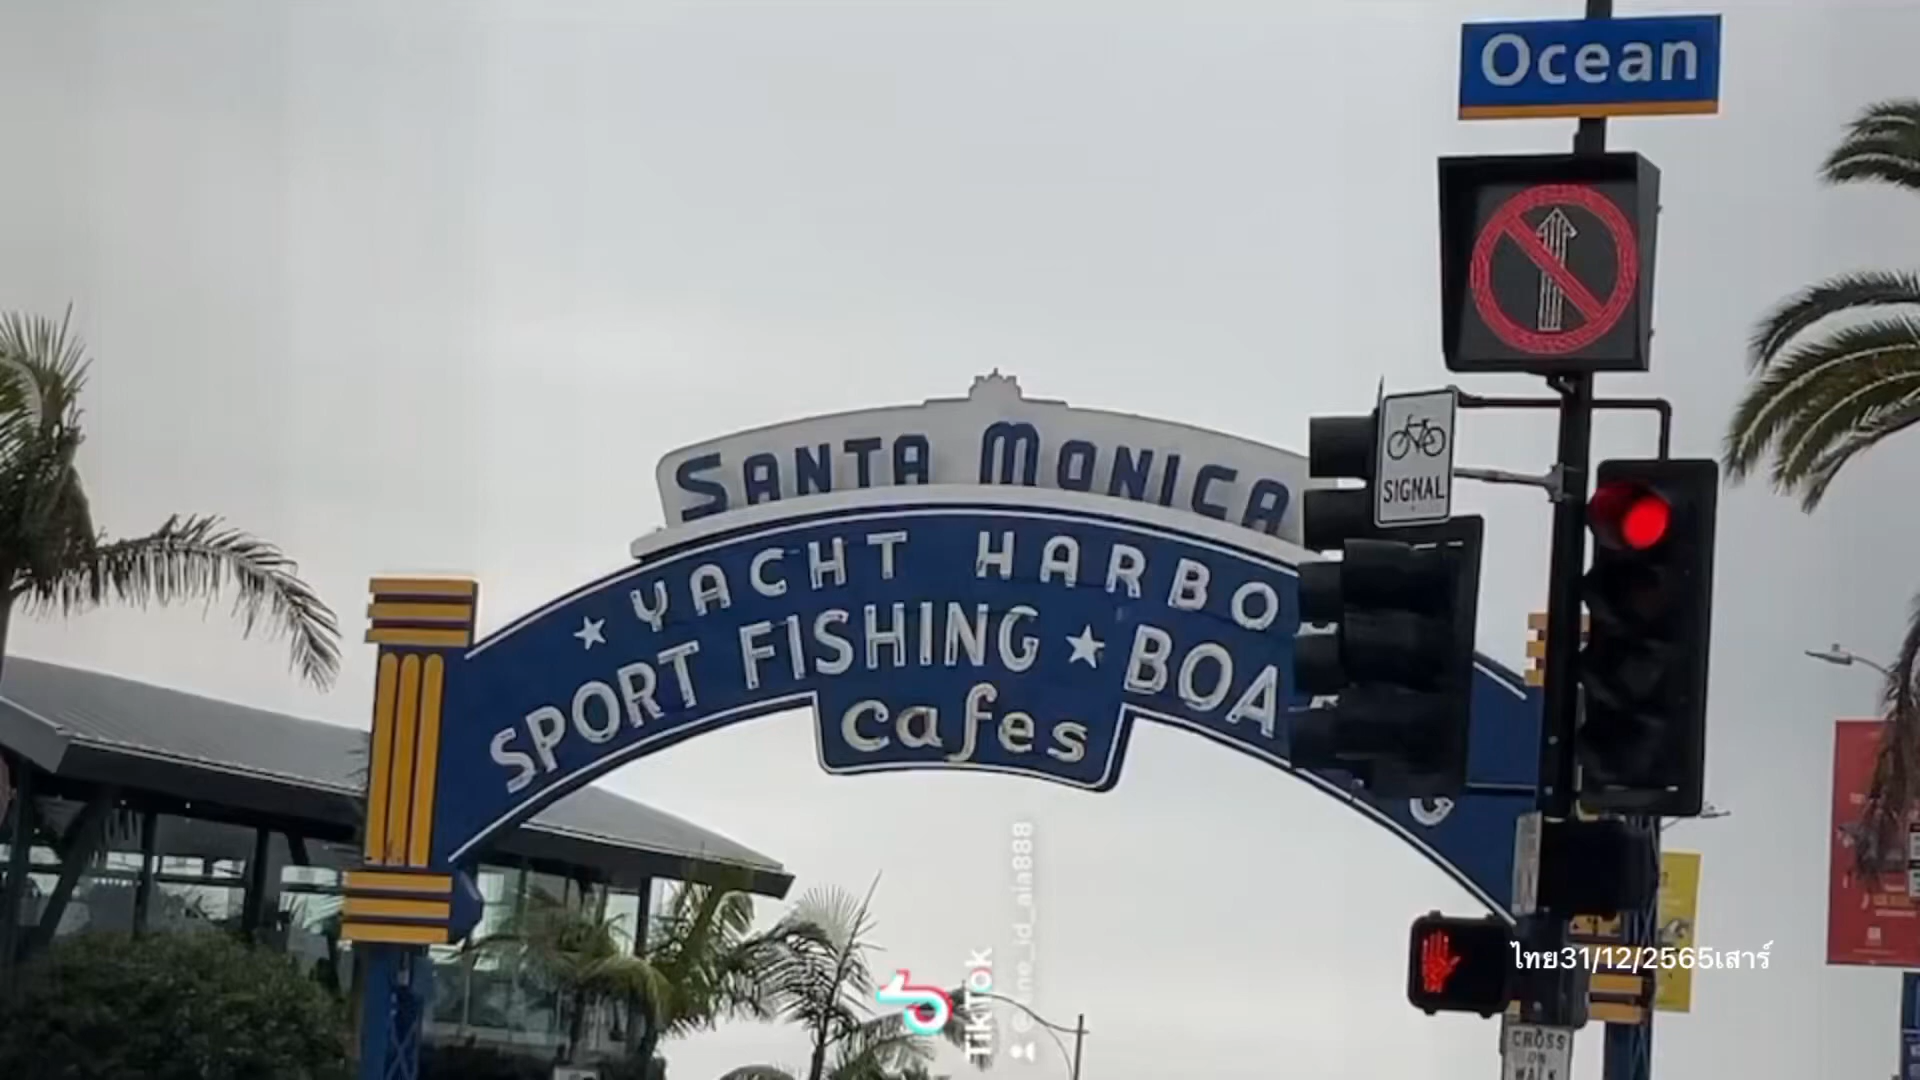 Ocean
SIGNAL
SANTA MONICA
YACHT HARBO
SPORT FISHING ★ BOA
cafes
G
ไทย31/12/2565เสาร์
TikTok
CROSS
ON
WALK